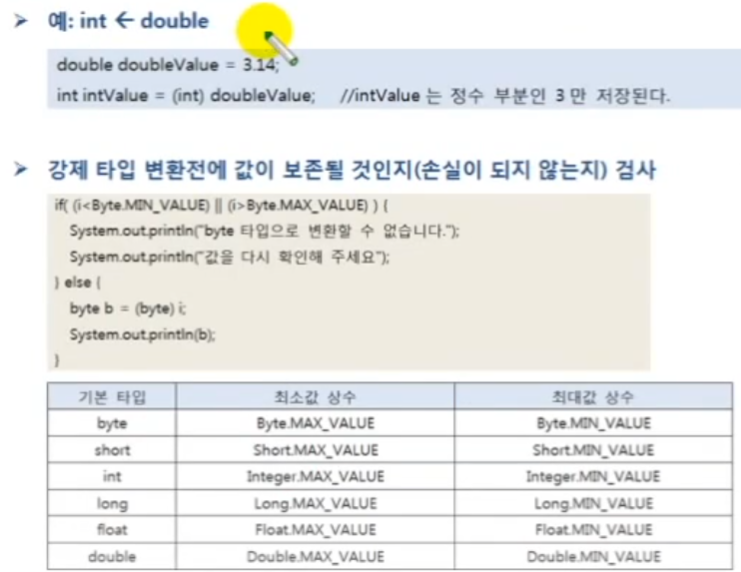 ➤ 예: int ← double
double doubleValue = 3.14;
int intValue = (int) doubleValue; //intValue 는 정수 부분인 3 만 저장된다.
➤ 강제 타입 변환전에 값이 보존될 것인지(손실이 되지 않는지) 검사
if( (i<Byte.MIN_VALUE) || (i>Byte.MAX_VALUE) ) {
System.out.println("byte 타입으로 변환할 수 없습니다.");
System.out.println("값을 다시 확인해 주세요");
} else {
byte b = (byte) i;
System.out.println(b);
}
기본 타입 최소값 상수 최대값 상수
byte Byte.MAX_VALUE Byte.MIN_VALUE
short Short.MAX_VALUE Short.MIN_VALUE
int Integer.MAX_VALUE Integer.MIN_VALUE
long Long.MAX_VALUE Long.MIN_VALUE
float Float.MAX_VALUE Float.MIN_VALUE
double Double.MAX_VALUE Double.MIN_VALUE